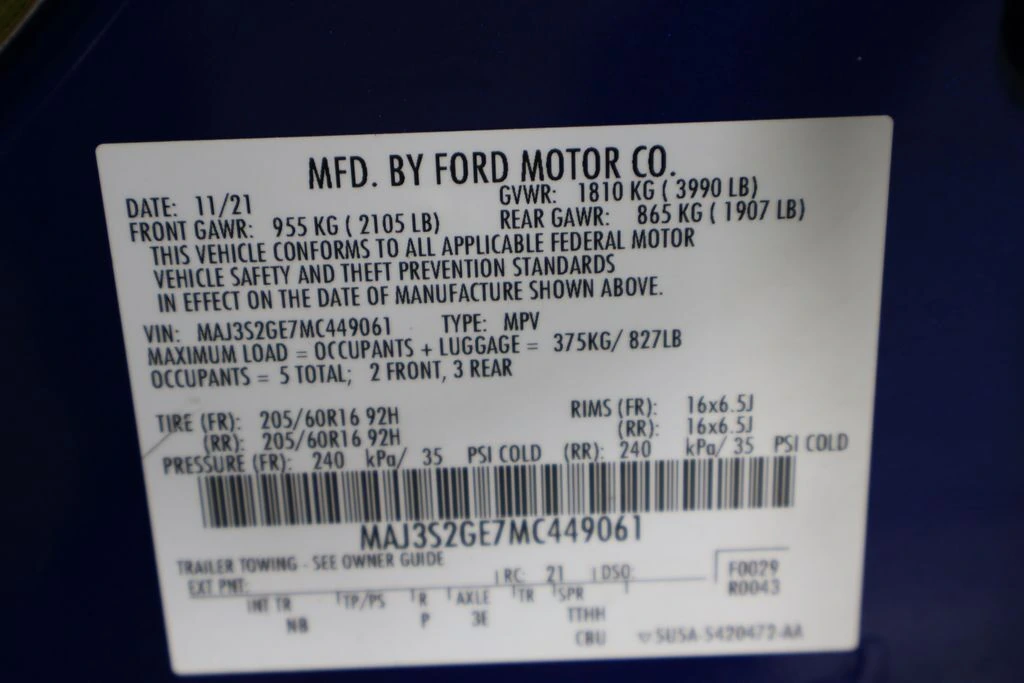 MFD. BY FORD MOTOR CO.
DATE: 11/21 GVWR: 1810 KG ( 3990 LB)
FRONT GAWR: 955 KG ( 2105 LB) REAR GAWR: 865 KG ( 1907 LB)
THIS VEHICLE CONFORMS TO ALL APPLICABLE FEDERAL MOTOR
VEHICLE SAFETY AND THEFT PREVENTION STANDARDS
IN EFFECT ON THE DATE OF MANUFACTURE SHOWN ABOVE.
VIN: MAJ3S2GE7MC449061 TYPE: MPV
MAXIMUM LOAD = OCCUPANTS + LUGGAGE = 375KG/ 827LB
OCCUPANTS = 5 TOTAL; 2 FRONT, 3 REAR
TIRE (FR): 205/60R16 92H RIMS (FR): 16x6.5J
(RR): 205/60R16 92H (RR): 16x6.5J
PRESSURE (FR): 240 kPa/ 35 PSI COLD (RR): 240 kPa/ 35 PSI COLD
MAJ3S2GE7MC449061
TRAILER TOWING - SEE OWNER GUIDE
EXT PNT: RC: 21 DSO: F0029
R0043
INT TR TP/PS R AXLE TR SPR
NB P 3E TTHH
CBU 5U5A-5420472-AA